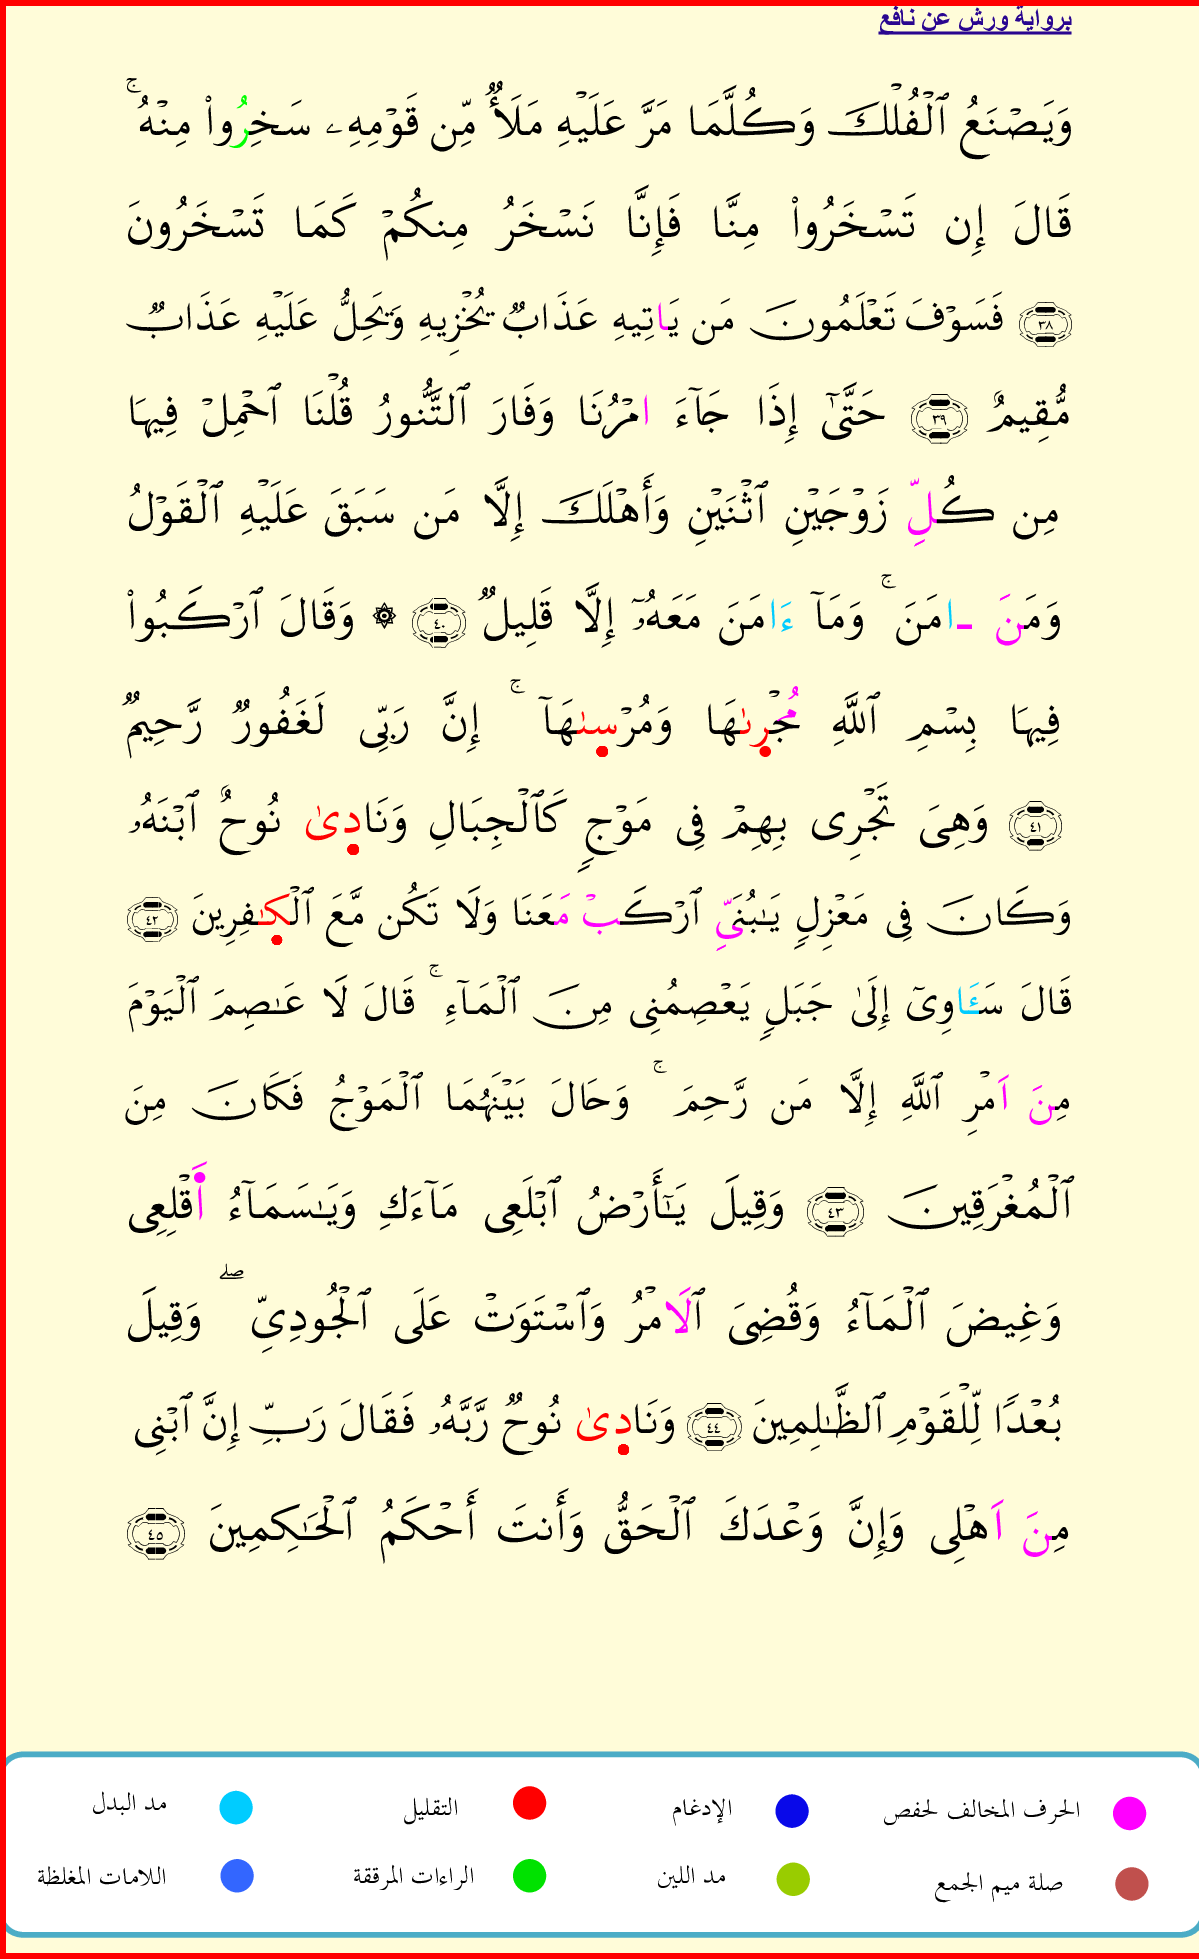 برواية ورش عن نافع
وَيَصْنَعُ ٱلْفُلْكَ وَكُلَّمَا مَرَّ عَلَيْهِ مَلَأٌ مِّن قَوْمِهِۦ سَخِرُواْ مِنْهُ ۚ
قَالَ إِن تَسْخَرُواْ مِنَّا فَإِنَّا نَسْخَرُ مِنكُمْ كَمَا تَسْخَرُونَ
٣٨ فَسَوْفَ تَعْلَمُونَ مَن يَاتِيهِ عَذَابٌ يُخْزِيهِ وَيَحِلُّ عَلَيْهِ عَذَابٌ
مُّقِيمٌ ٣٩ حَتَّىٰٓ إِذَا جَآءَ امْرُنَا وَفَارَ ٱلتَّنُّورُ قُلْنَا ٱحْمِلْ فِيهَا
مِن كُلِّ زَوْجَيْنِ ٱثْنَيْنِ وَأَهْلَكَ إِلَّا مَن سَبَقَ عَلَيْهِ ٱلْقَوْلُ
وَمَنَ ـامَنَ ۚ وَمَآ ءَامَنَ مَعَهُۥٓ إِلَّا قَلِيلٌ ٤٠ ۞ وَقَالَ ٱرْكَبُواْ
فِيهَا بِسْمِ ٱللَّهِ مُجْرٜىٰهَا وَمُرْسٜىٰهَآ ۚ إِنَّ رَبِّى لَغَفُورٌ رَّحِيمٌ
٤١ وَهِىَ تَجْرِى بِهِمْ فِى مَوْجٍ كَٱلْجِبَالِ وَنَادٜىٰ نُوحٌ ٱبْنَهُۥ
وَكَانَ فِى مَعْزِلٍ يَـٰبُنَىِّ ٱرْكَبْ مَعَنَا وَلَا تَكُن مَّعَ ٱلْكٜـٰفِرِينَ ٤٢
قَالَ سَـَٔاوِىٓ إِلَىٰ جَبَلٍ يَعْصِمُنِى مِنَ ٱلْمَآءِ ۚ قَالَ لَا عَـٰصِمَ ٱلْيَوْمَ
مِنَ اَمْرِ ٱللَّهِ إِلَّا مَن رَّحِمَ ۚ وَحَالَ بَيْنَهُمَا ٱلْمَوْجُ فَكَانَ مِنَ
ٱلْمُغْرَقِينَ ٤٣ وَقِيلَ يَـٰٓأَرْضُ ٱبْلَعِى مَآءَكِ وَيَـٰسَمَآءُ اَ۬قْلِعِى
وَغِيضَ ٱلْمَآءُ وَقُضِىَ ٱلَامْرُ وَٱسْتَوَتْ عَلَى ٱلْجُودِىِّ ۖ وَقِيلَ
بُعْدًا لِّلْقَوْمِ ٱلظَّـٰلِمِينَ ٤٤ وَنَادٜىٰ نُوحٌ رَّبَّهُۥ فَقَالَ رَبِّ إِنَّ ٱبْنِى
مِنَ اَهْلِى وَإِنَّ وَعْدَكَ ٱلْحَقُّ وَأَنتَ أَحْكَمُ ٱلْحَـٰكِمِينَ ٤٥
الحرف المخالف لحفص الإدغام التقليل مد البدل
صلة ميم الجمع مد اللين الراءات المرققة اللامات المغلظة